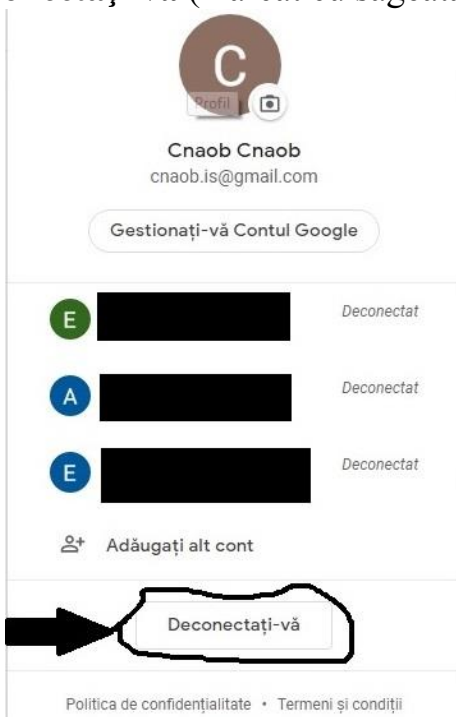 C
Profil
Cnaob Cnaob
cnaob.is@gmail.com
Gestionați-vă Contul Google
E Deconectat
A Deconectat
E Deconectat
Adăugați alt cont
Deconectați-vă
Politica de confidențialitate • Termeni și condiții